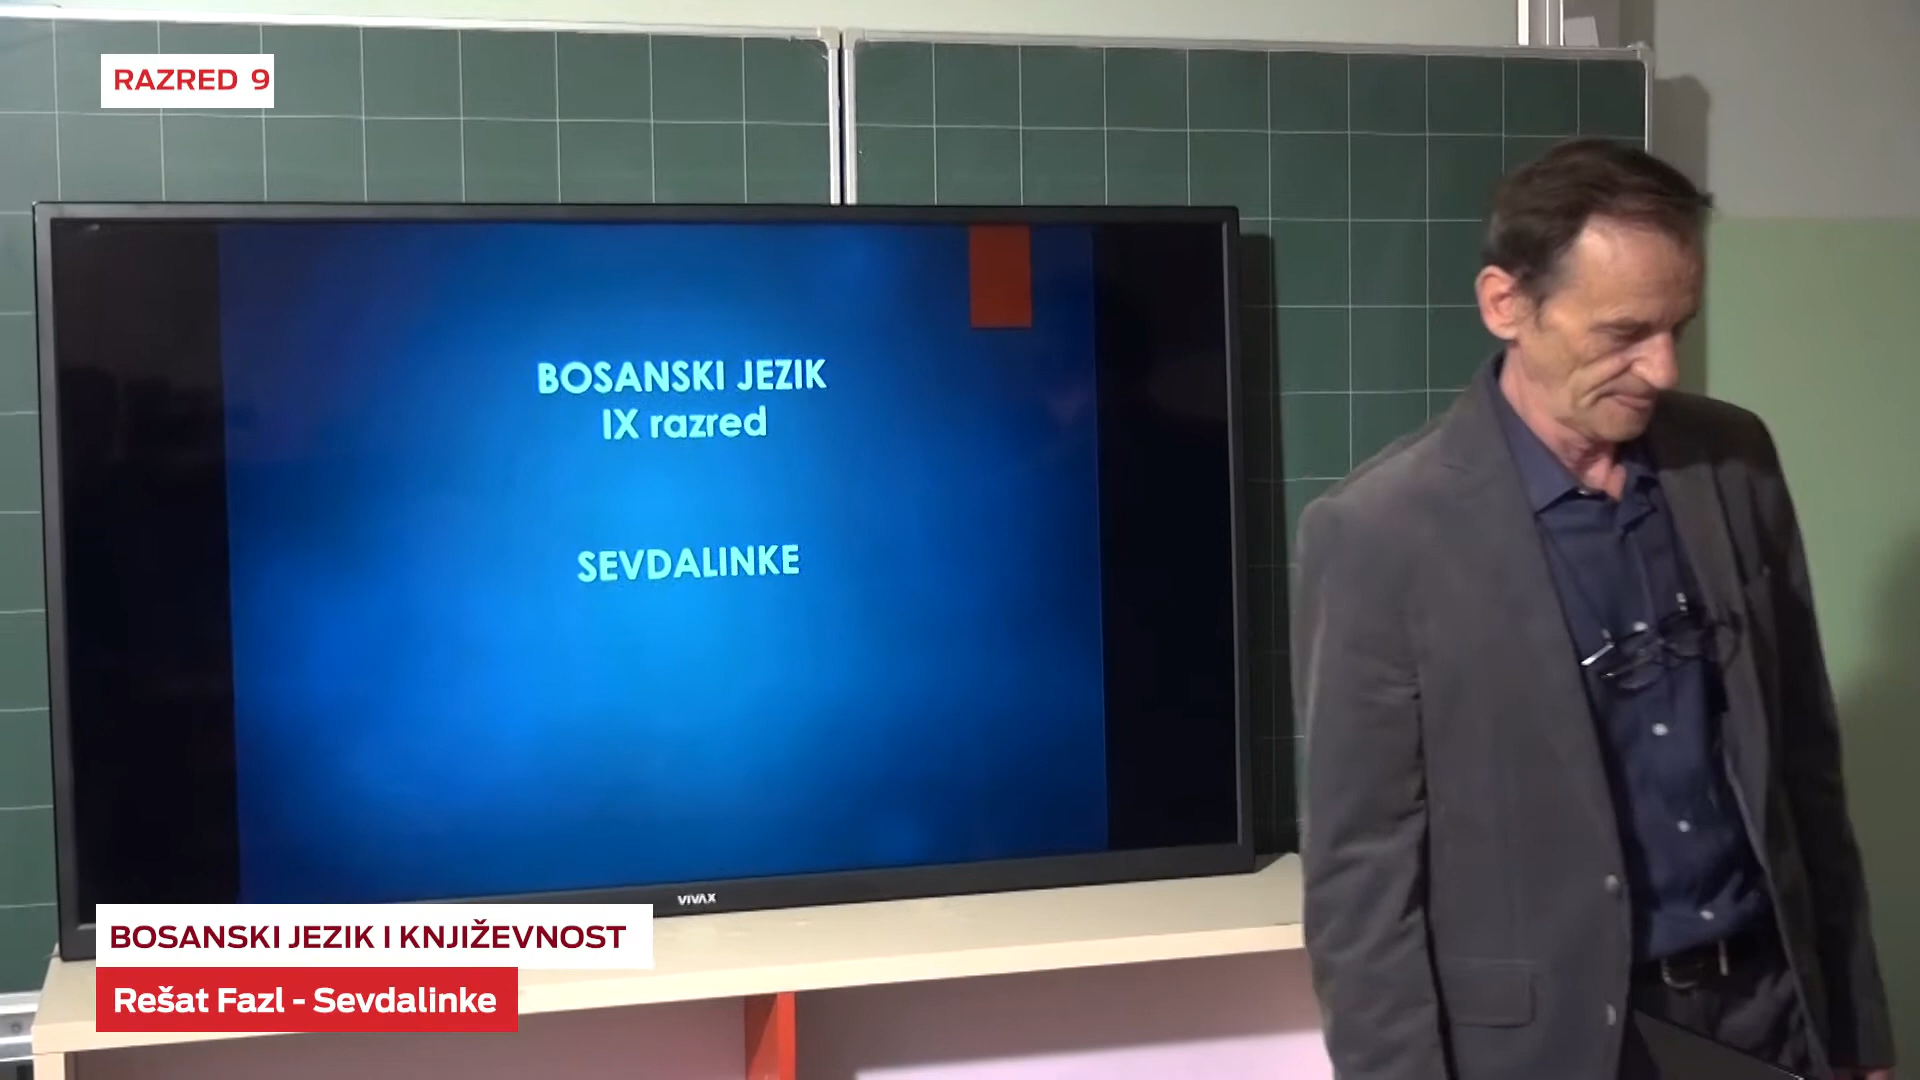 RAZRED 9
BOSANSKI JEZIK
IX razred
SEVDALINKE
VIVAX
BOSANSKI JEZIK I KNJIŽEVNOST
Rešat Fazl - Sevdalinke